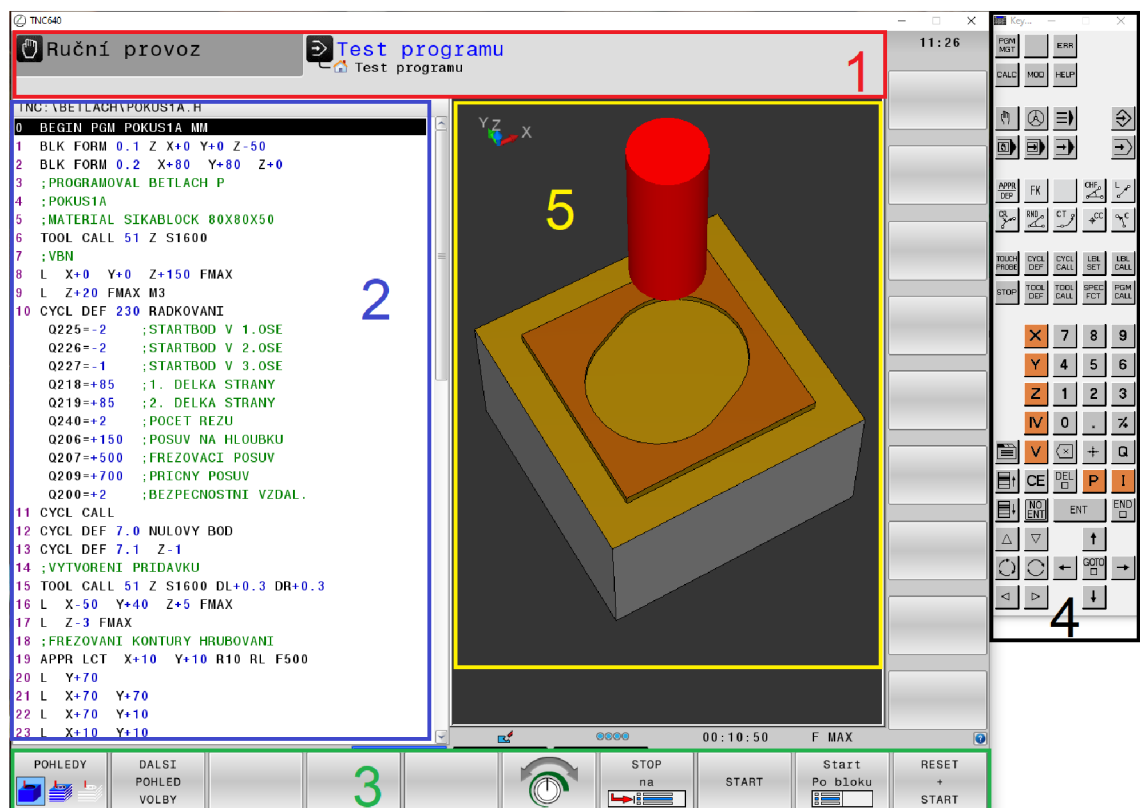 TNC640
Ruční provoz
Test programu
Test programu
11:26
1
TNC:\BETLACH\POKUS1A.H
0 BEGIN PGM POKUS1A MM
1 BLK FORM 0.1 Z X+0 Y+0 Z-50
2 BLK FORM 0.2 X+80 Y+80 Z+0
3 ;PROGRAMOVAL BETLACH P
4 ;POKUS1A
5 ;MATERIAL SIKABLOCK 80X80X50
6 TOOL CALL 51 Z S1600
7 ;VBN
8 L X+0 Y+0 Z+150 FMAX
9 L Z+20 FMAX M3
10 CYCL DEF 230 RADKOVANI
Q225=-2 ;STARTBOD V 1.OSE
Q226=-2 ;STARTBOD V 2.OSE
Q227=-1 ;STARTBOD V 3.OSE
Q218=+85 ;1. DELKA STRANY
Q219=+85 ;2. DELKA STRANY
Q240=+2 ;POCET REZU
Q206=+150 ;POSUV NA HLOUBKU
Q207=+500 ;FREZOVACI POSUV
Q209=+700 ;PRICNY POSUV
Q200=+2 ;BEZPECNOSTNI VZDAL.
11 CYCL CALL
12 CYCL DEF 7.0 NULOVY BOD
13 CYCL DEF 7.1 Z-1
14 ;VYTVORENI PRIDAVKU
15 TOOL CALL 51 Z S1600 DL+0.3 DR+0.3
16 L X-50 Y+40 Z+5 FMAX
17 L Z-3 FMAX
18 ;FREZOVANI KONTURY HRUBOVANI
19 APPR LCT X+10 Y+10 R10 RL F500
20 L Y+70
21 L X+70 Y+70
22 L X+70 Y+10
23 L X+10 Y+10
2
Y Z X
5
00:10:50 F MAX
POHLEDY
DALSI
POHLED
VOLBY
3
STOP
na
START
Start
Po bloku
RESET
+
START
Key...
PGM
MGT
ERR
CALC MOD HELP
APPR
DEP
FK
CHF L
CR RND CT CC C
TOUCH
PROBE
CYCL
DEF
CYCL
CALL
LBL
SET
LBL
CALL
STOP
TOOL
DEF
TOOL
CALL
SPEC
FCT
PGM
CALL
X 7 8 9
Y 4 5 6
Z 1 2 3
IV 0 .
V Q
CE
DEL
P I
NO
ENT
ENT
END
GOTO
4